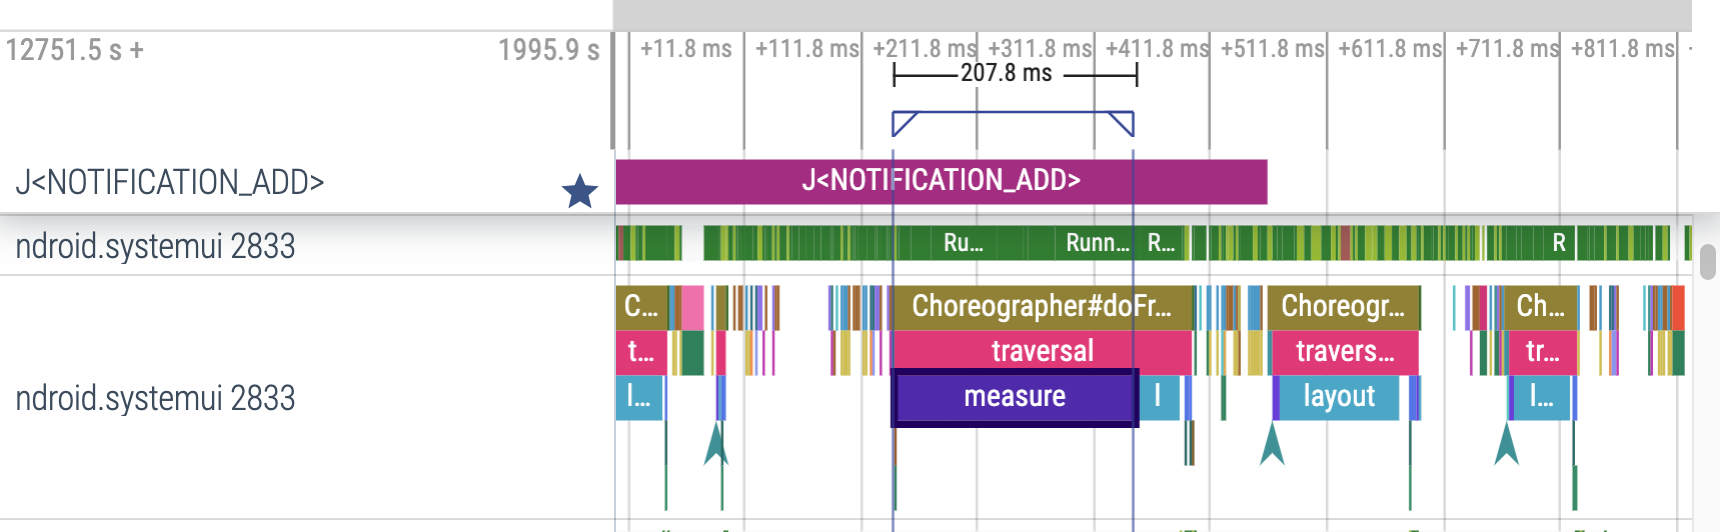 12751.5 s +
1995.9 s
+11.8 ms
+111.8 ms
+211.8 ms
+311.8 ms
+411.8 ms
+511.8 ms
+611.8 ms
+711.8 ms
+811.8 ms
207.8 ms
J<NOTIFICATION_ADD>
J<NOTIFICATION_ADD>
ndroid.systemui 2833
Ru...
Runn...
R...
R
ndroid.systemui 2833
C...
Choreographer#doFr...
Choreogr...
Ch...
t...
traversal
travers...
tr...
l...
measure
l
layout
l...